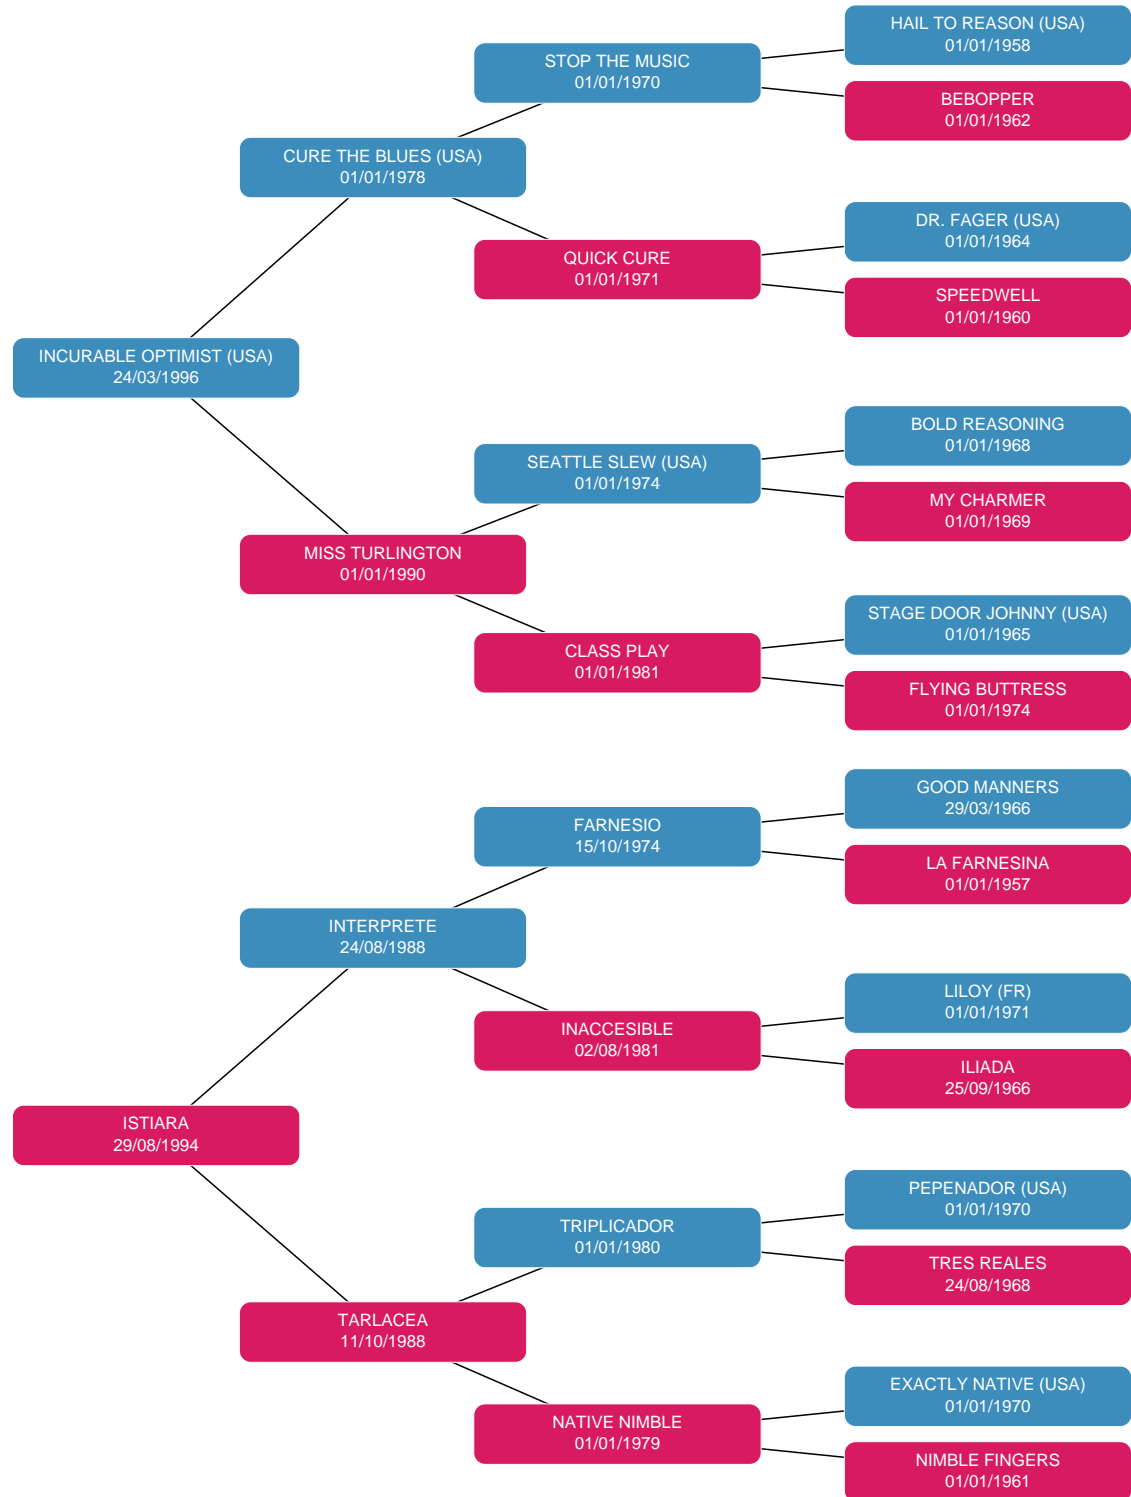 HAIL TO REASON (USA)
01/01/1958
STOP THE MUSIC
01/01/1970
BEBOPPER
01/01/1962
CURE THE BLUES (USA)
01/01/1978
DR. FAGER (USA)
01/01/1964
QUICK CURE
01/01/1971
SPEEDWELL
01/01/1960
INCURABLE OPTIMIST (USA)
24/03/1996
BOLD REASONING
01/01/1968
SEATTLE SLEW (USA)
01/01/1974
MY CHARMER
01/01/1969
MISS TURLINGTON
01/01/1990
STAGE DOOR JOHNNY (USA)
01/01/1965
CLASS PLAY
01/01/1981
FLYING BUTTRESS
01/01/1974
GOOD MANNERS
29/03/1966
FARNESIO
15/10/1974
LA FARNESINA
01/01/1957
INTERPRETE
24/08/1988
LILOY (FR)
01/01/1971
INACCESIBLE
02/08/1981
ILIADA
25/09/1966
ISTIARA
29/08/1994
PEPENADOR (USA)
01/01/1970
TRIPLICADOR
01/01/1980
TRES REALES
24/08/1968
TARLACEA
11/10/1988
EXACTLY NATIVE (USA)
01/01/1970
NATIVE NIMBLE
01/01/1979
NIMBLE FINGERS
01/01/1961